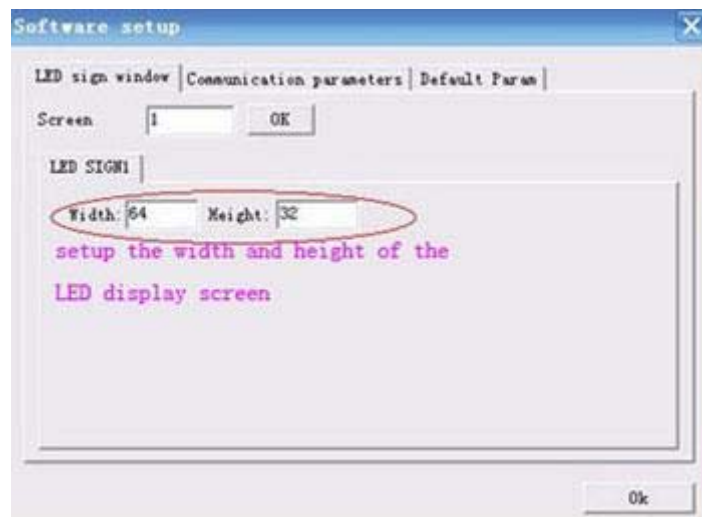 Software setup
LED sign window Communication parameters Default Param
Screen 1 OK
LED SIGN1
Width: 64 Height: 32
setup the width and height of the
LED display screen
Ok